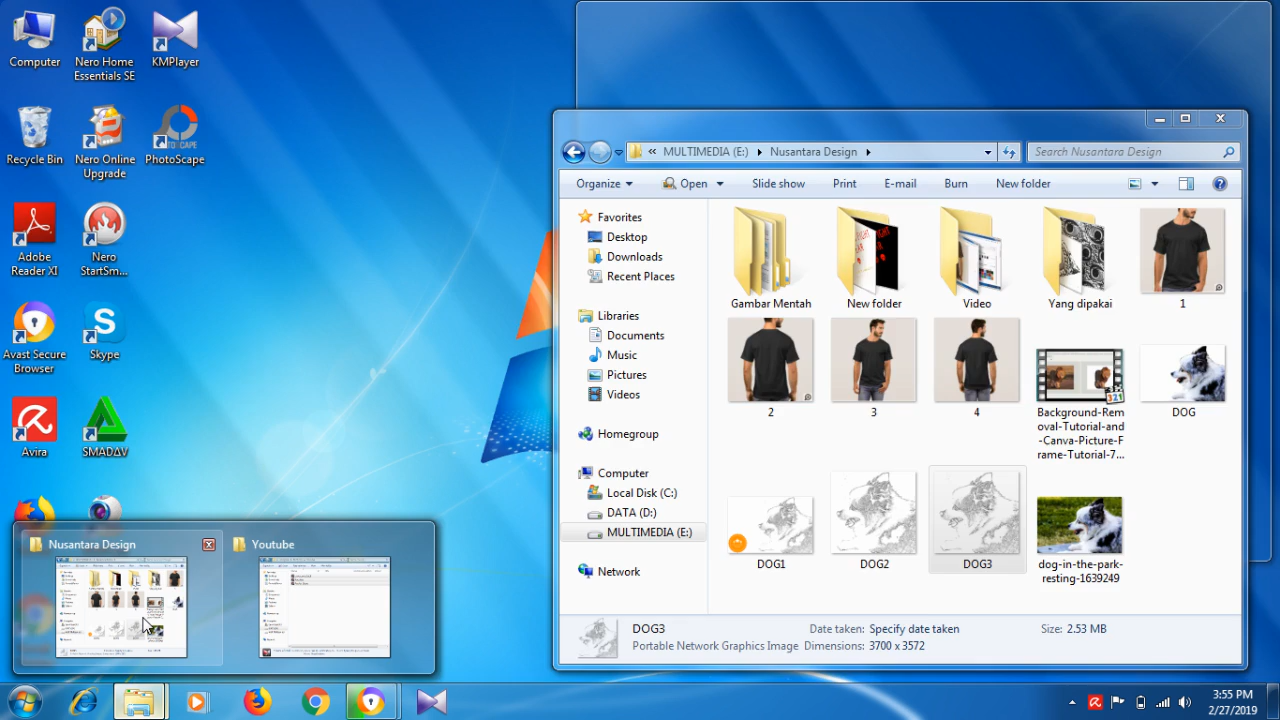 Computer
Nero Home
Essentials SE
KMPlayer
Recycle Bin
Nero Online
Upgrade
PhotoScape
Adobe
Reader XI
Nero
StartSm...
Avast Secure
Browser
Skype
Avira
SMADΔV
MULTIMEDIA (E:)
Nusantara Design
Search Nusantara Design
Organize
Open
Slide show
Print
E-mail
Burn
New folder
Favorites
Desktop
Downloads
Recent Places
Libraries
Documents
Music
Pictures
Videos
Homegroup
Computer
Local Disk (C:)
DATA (D:)
MULTIMEDIA (E:)
Network
Gambar Mentah
New folder
Video
Yang dipakai
1
2
3
4
Background-Rem
oval-Tutorial-and
-Canva-Picture-F
rame-Tutorial-7...
DOG
DOG1
DOG2
DOG3
dog-in-the-park-
resting-1639249
DOG3
Date taken: Specify date taken
Size: 2.53 MB
Portable Network Graphics Image
Dimensions: 3700 x 3572
Nusantara Design
Youtube
3:55 PM
2/27/2019